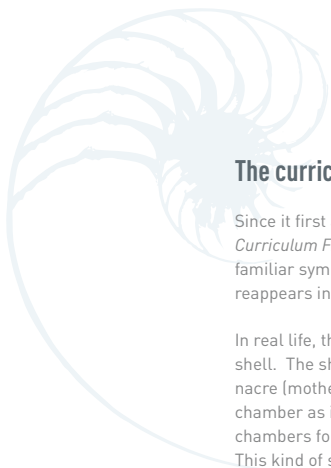 The curric
Since it first
Curriculum F
familiar sym
reappears in
In real life, th
shell. The sh
nacre (mothe
chamber as i
chambers fo
This kind of s